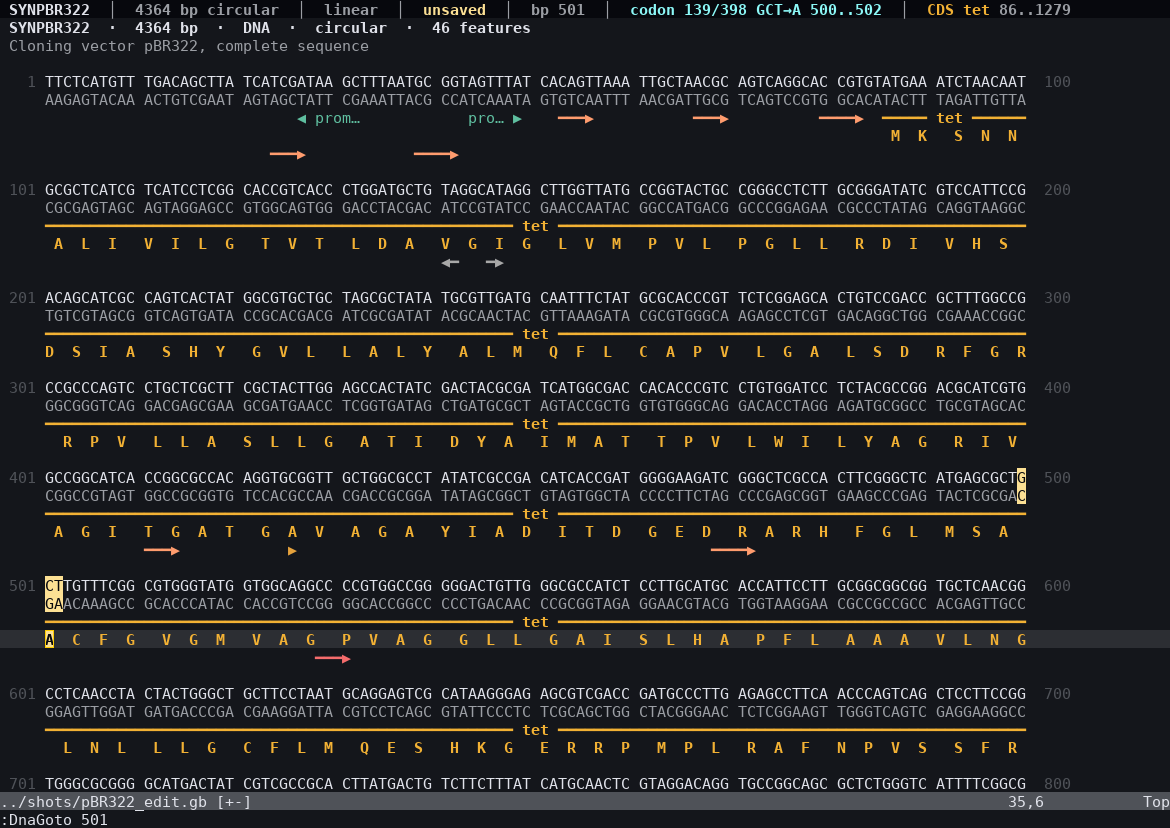 SYNPBR322 │ 4364 bp circular │ linear │ unsaved │ bp 501 │ codon 139/398 GCT→A 500..502 │ CDS tet 86..1279
SYNPBR322 · 4364 bp · DNA · circular · 46 features
Cloning vector pBR322, complete sequence
1 TTCTCATGTT TGACAGCTTA TCATCGATAA GCTTTAATGC GGTAGTTTAT CACAGTTAAA TTGCTAACGC AGTCAGGCAC CGTGTATGAA ATCTAACAAT 100
AAGAGTACAA ACTGTCGAAT AGTAGCTATT CGAAATTACG CCATCAAATA GTGTCAATTT AACGATTGCG TCAGTCCGTG GCACATACTT TAGATTGTTA
◀ prom… pro… ▶ tet
M K S N N
101 GCGCTCATCG TCATCCTCGG CACCGTCACC CTGGATGCTG TAGGCATAGG CTTGGTTATG CCGGTACTGC CGGGCCTCTT GCGGGATATC GTCCATTCCG 200
CGCGAGTAGC AGTAGGAGCC GTGGCAGTGG GACCTACGAC ATCCGTATCC GAACCAATAC GGCCATGACG GCCCGGAGAA CGCCCTATAG CAGGTAAGGC
tet
A L I V I L G T V T L D A V G I G L V M P V L P G L L R D I V H S
201 ACAGCATCGC CAGTCACTAT GGCGTGCTGC TAGCGCTATA TGCGTTGATG CAATTTCTAT GCGCACCCGT TCTCGGAGCA CTGTCCGACC GCTTTGGCCG 300
TGTCGTAGCG GTCAGTGATA CCGCACGACG ATCGCGATAT ACGCAACTAC GTTAAAGATA CGCGTGGGCA AGAGCCTCGT GACAGGCTGG CGAAACCGGC
tet
D S I A S H Y G V L L A L Y A L M Q F L C A P V L G A L S D R F G R
301 CCGCCCAGTC CTGCTCGCTT CGCTACTTGG AGCCACTATC GACTACGCGA TCATGGCGAC CACACCCGTC CTGTGGATCC TCTACGCCGG ACGCATCGTG 400
GGCGGGTCAG GACGAGCGAA GCGATGAACC TCGGTGATAG CTGATGCGCT AGTACCGCTG GTGTGGGCAG GACACCTAGG AGATGCGGCC TGCGTAGCAC
tet
R P V L L A S L L G A T I D Y A I M A T T P V L W I L Y A G R I V
401 GCCGGCATCA CCGGCGCCAC AGGTGCGGTT GCTGGCGCCT ATATCGCCGA CATCACCGAT GGGGAAGATC GGGCTCGCCA CTTCGGGCTC ATGAGCGCTG 500
CGGCCGTAGT GGCCGCGGTG TCCACGCCAA CGACCGCGGA TATAGCGGCT GTAGTGGCTA CCCCTTCTAG CCCGAGCGGT GAAGCCCGAG TACTCGCGAC
tet
A G I T G A T G A V A G A Y I A D I T D G E D R A R H F G L M S A
501 CTTGTTTCGG CGTGGGTATG GTGGCAGGCC CCGTGGCCGG GGGACTGTTG GGCGCCATCT CCTTGCATGC ACCATTCCTT GCGGCGGCGG TGCTCAACGG 600
GAACAAAGCC GCACCCATAC CACCGTCCGG GGCACCGGCC CCCTGACAAC CCGCGGTAGA GGAACGTACG TGGTAAGGAA CGCCGCCGCC ACGAGTTGCC
tet
A C F G V G M V A G P V A G G L L G A I S L H A P F L A A A V L N G
601 CCTCAACCTA CTACTGGGCT GCTTCCTAAT GCAGGAGTCG CATAAGGGAG AGCGTCGACC GATGCCCTTG AGAGCCTTCA ACCCAGTCAG CTCCTTCCGG 700
GGAGTTGGAT GATGACCCGA CGAAGGATTA CGTCCTCAGC GTATTCCCTC TCGCAGCTGG CTACGGGAAC TCTCGGAAGT TGGGTCAGTC GAGGAAGGCC
tet
L N L L L G C F L M Q E S H K G E R R P M P L R A F N P V S S F R
701 TGGGCGCGGG GCATGACTAT CGTCGCCGCA CTTATGACTG TCTTCTTTAT CATGCAACTC GTAGGACAGG TGCCGGCAGC GCTCTGGGTC ATTTTCGGCG 800
../shots/pBR322_edit.gb [+-] 35,6 Top
:DnaGoto 501